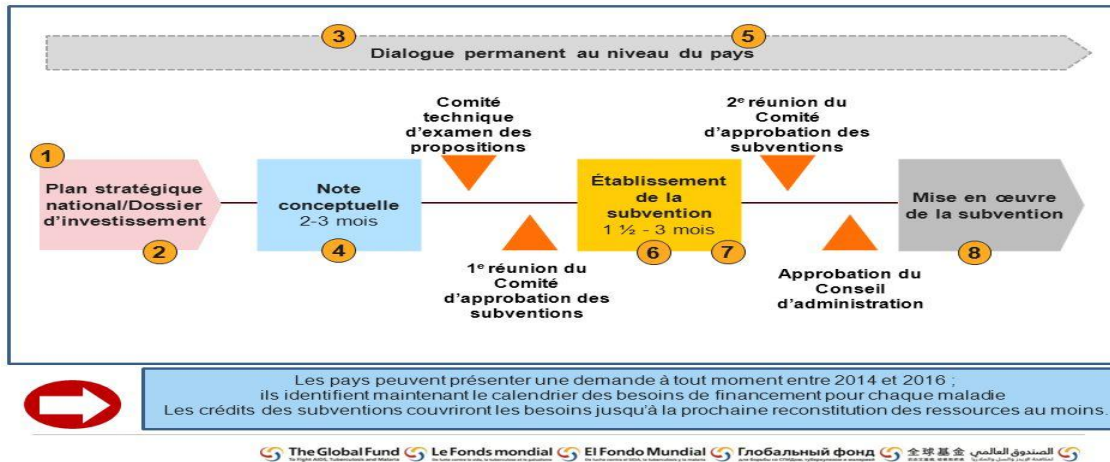 3
5
Dialogue permanent au niveau du pays
Comité
technique
d'examen des
propositions
2e réunion du
Comité
d'approbation des
subventions
1
Plan stratégique
national/Dossier
d'investissement
2
Note
conceptuelle
2-3 mois
4
Établissement
de la
subvention
1 ½ - 3 mois
6
7
Mise en œuvre
de la subvention
8
1e réunion du
Comité
d'approbation des
subventions
Approbation du
Conseil
d'administration
Les pays peuvent présenter une demande à tout moment entre 2014 et 2016 ;
ils identifient maintenant le calendrier des besoins de financement pour chaque maladie
Les crédits des subventions couvriront les besoins jusqu'à la prochaine reconstitution des ressources au moins.
The Global Fund Le Fonds mondial El Fondo Mundial Глобальный фонд 全球基金 الصندوق العالمي
To Fight AIDS, Tuberculosis and Malaria